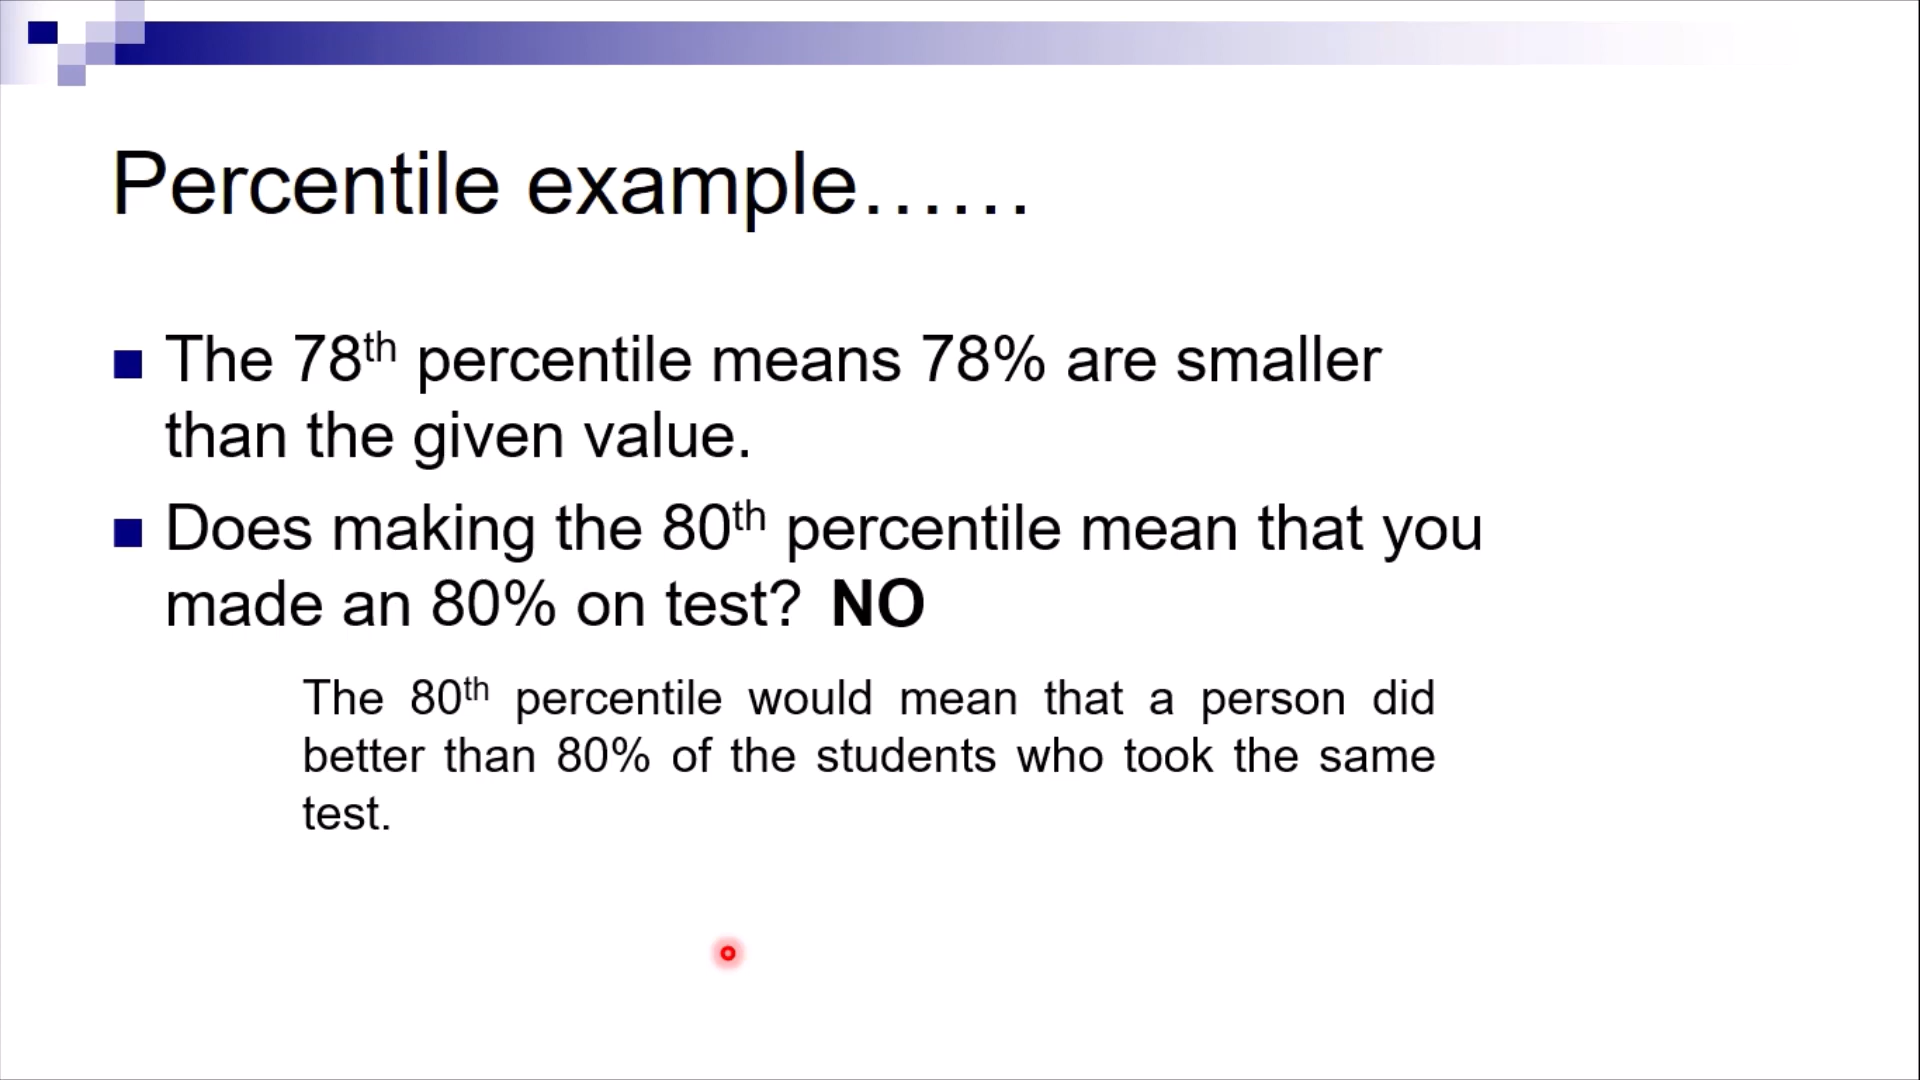 Percentile example……
The 78th percentile means 78% are smaller
than the given value.
Does making the 80th percentile mean that you
made an 80% on test? NO
The 80th percentile would mean that a person did
better than 80% of the students who took the same
test.